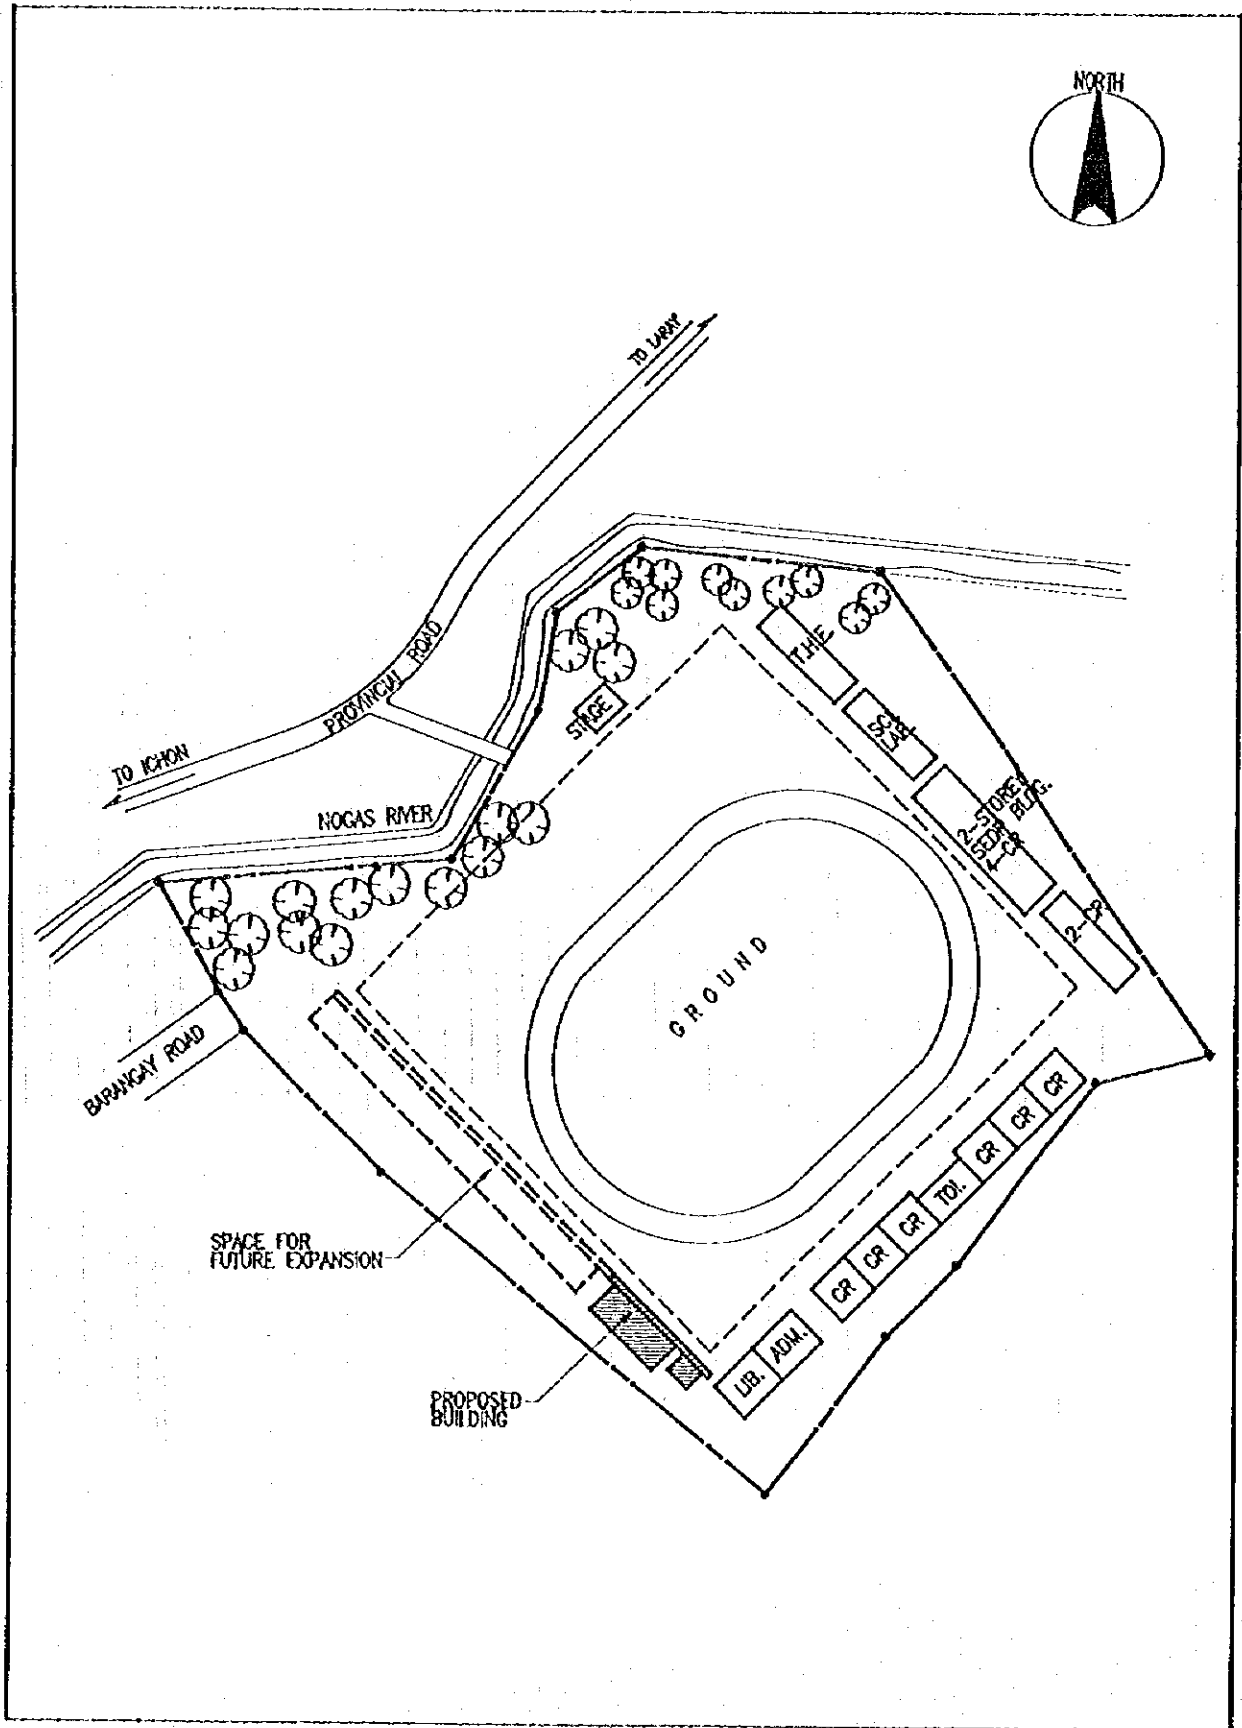 NORTH
TO LARAY
PROVINCIAL ROAD
TO ICHON
NOGAS RIVER
STAGE
T.H.E
SCI.
LAB
2-STOREY
SEDP BLDG.
4-CR
2-CR
GROUND
BARANGAY ROAD
CR
CR
CR
TOI.
CR
CR
CR
ADM.
LIB.
SPACE FOR
FUTURE EXPANSION
PROPOSED
BUILDING